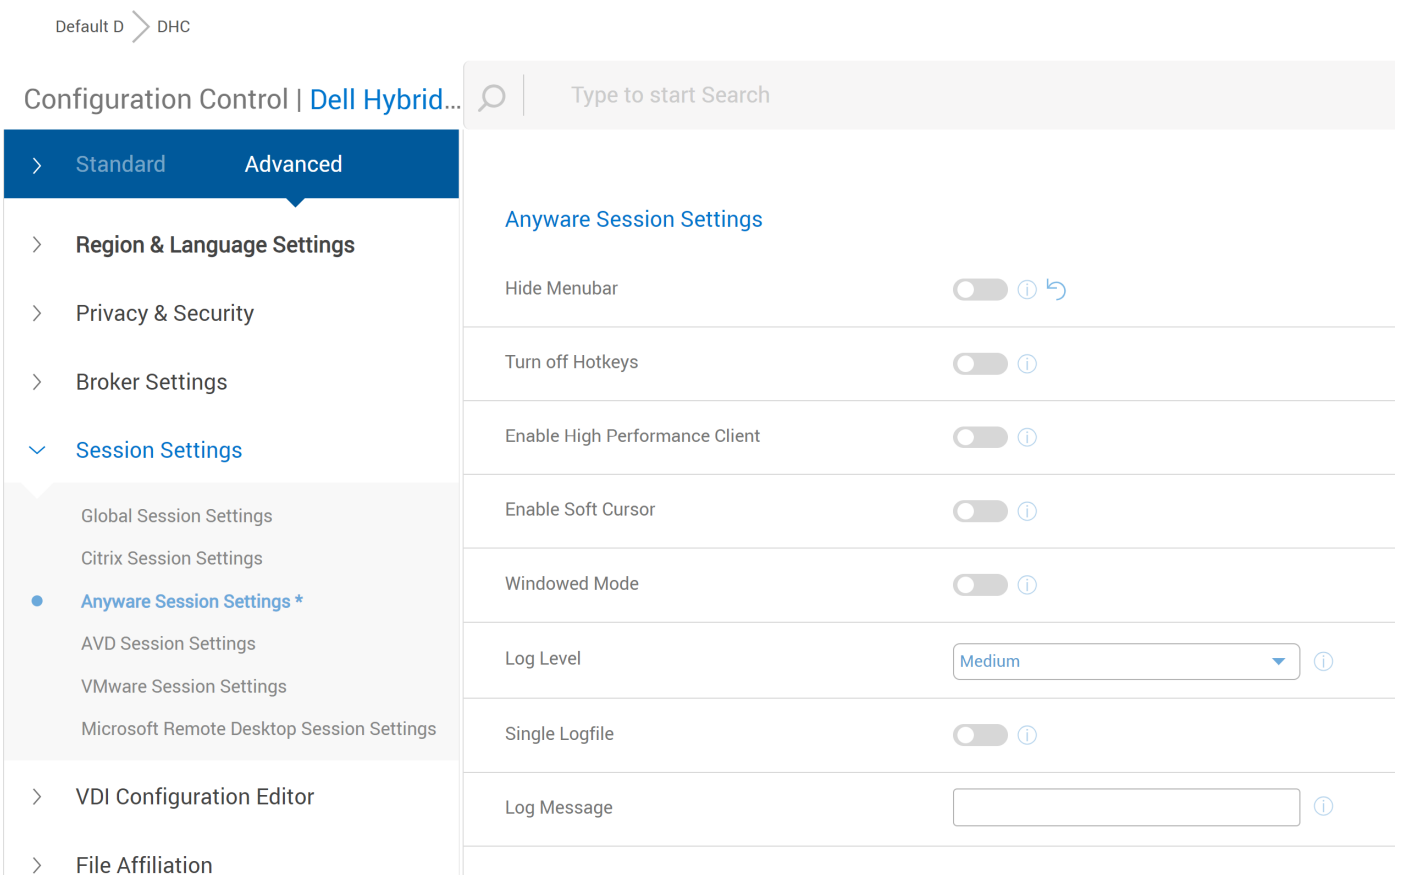 Default D
DHC
Configuration Control | Dell Hybrid...
Type to start Search
Standard
Advanced
Region & Language Settings
Privacy & Security
Broker Settings
Session Settings
Global Session Settings
Citrix Session Settings
Anyware Session Settings *
AVD Session Settings
VMware Session Settings
Microsoft Remote Desktop Session Settings
VDI Configuration Editor
File Affiliation
Anyware Session Settings
Hide Menubar
Turn off Hotkeys
Enable High Performance Client
Enable Soft Cursor
Windowed Mode
Log Level
Medium
Single Logfile
Log Message